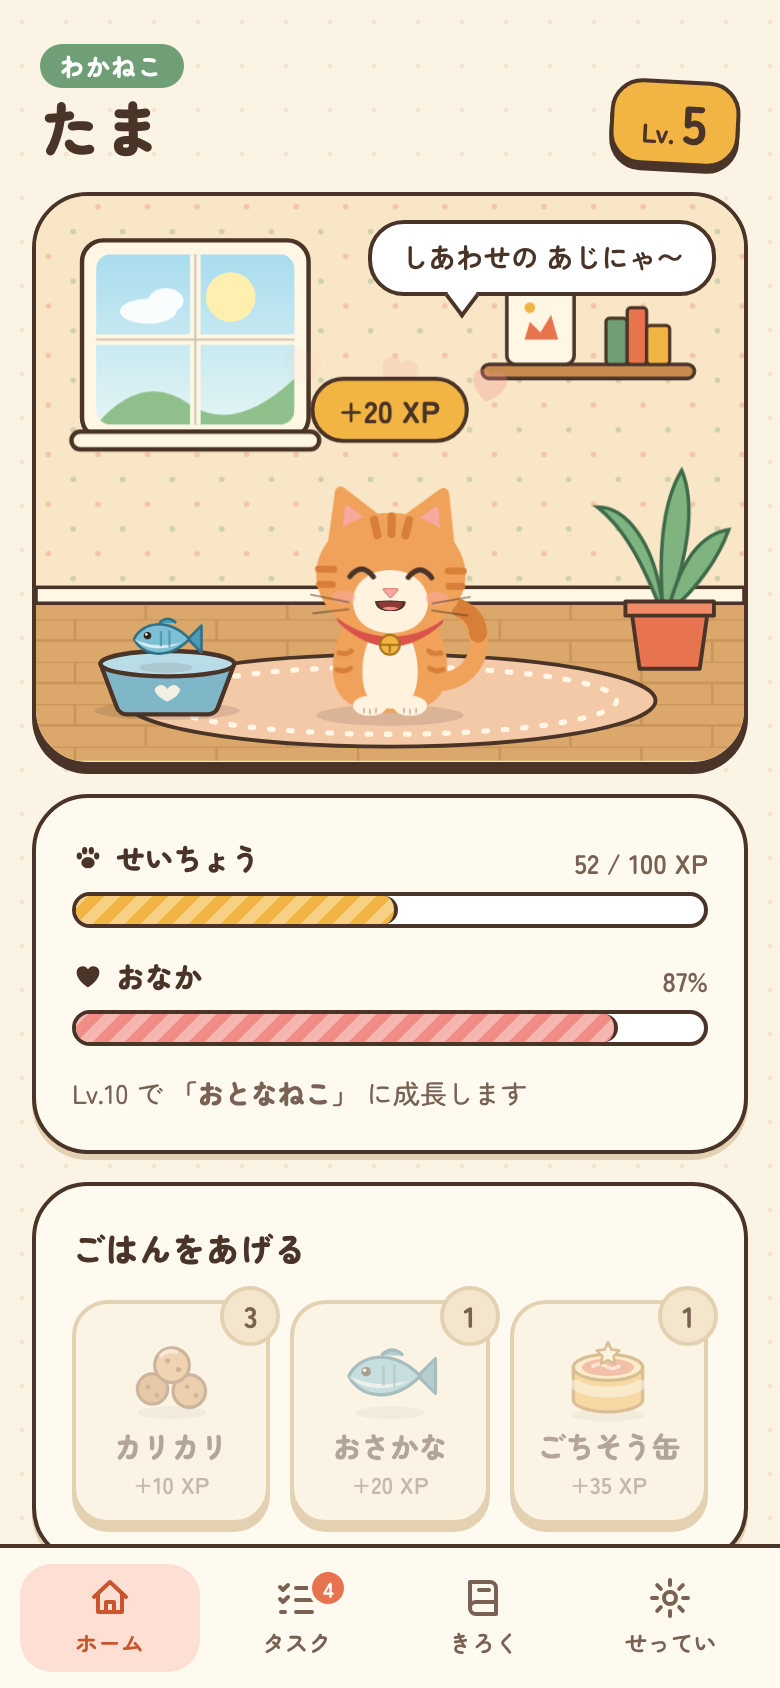 わかねこ
たま
Lv. 5
しあわせの あじにゃ〜
+20 XP
せいちょう
52 / 100 XP
おなか
87%
Lv.10 で 「おとなねこ」 に成長します
ごはんをあげる
3
1
1
カリカリ
おさかな
ごちそう缶
+10 XP
+20 XP
+35 XP
4
ホーム
タスク
きろく
せってい